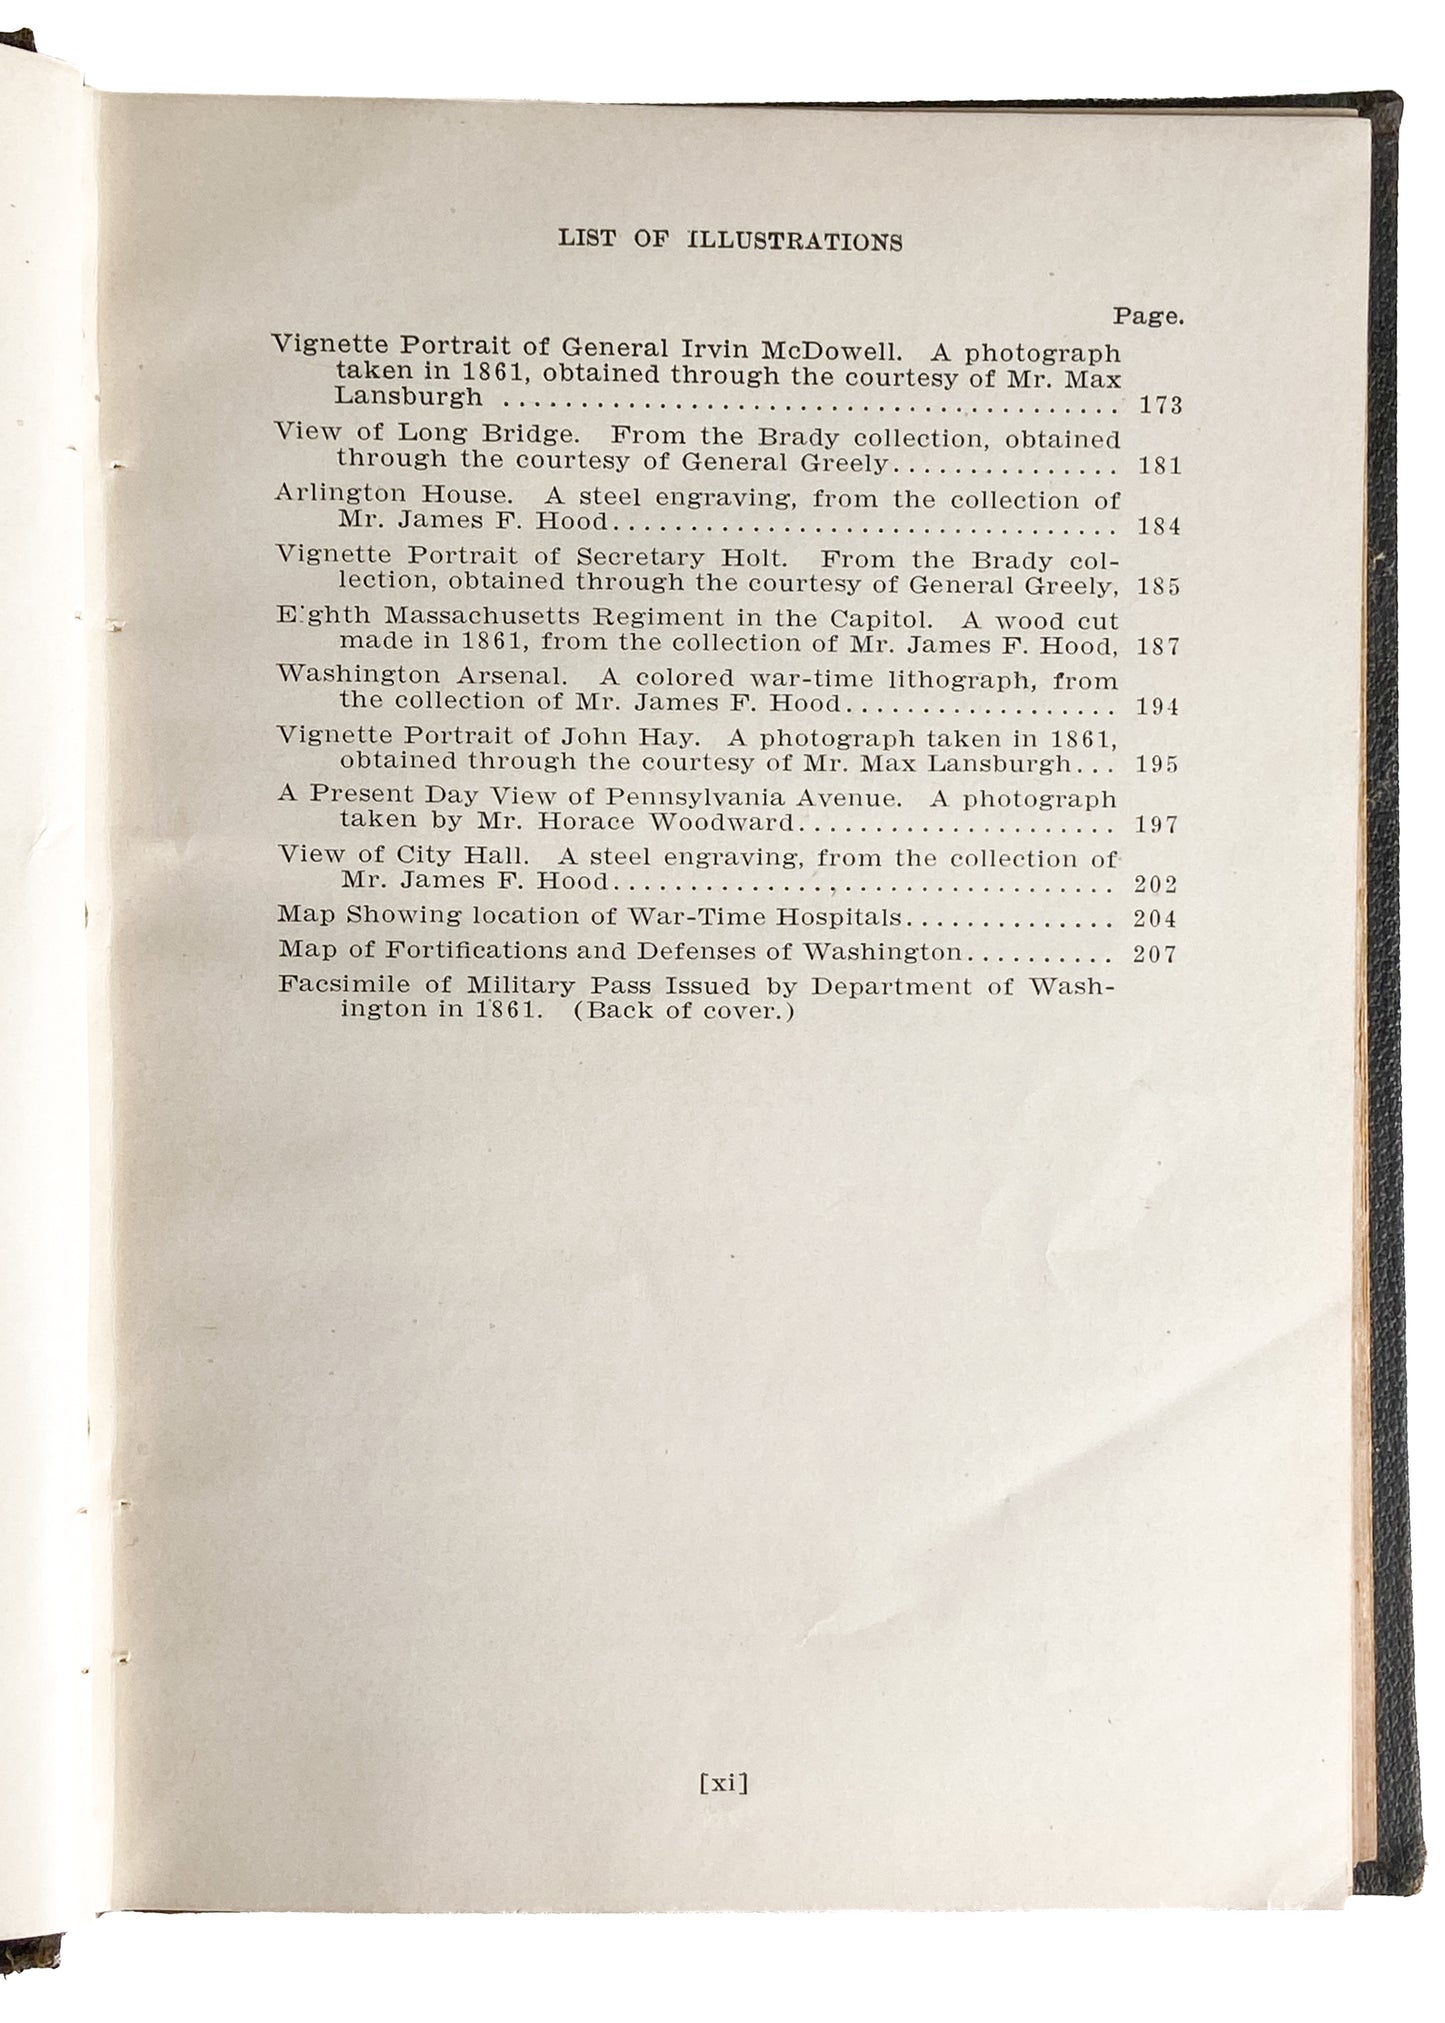 LIST OF ILLUSTRATIONS
Page.
Vignette Portrait of General Irvin McDowell. A photograph
taken in 1861, obtained through the courtesy of Mr. Max
Lansburgh ........................................ 173
View of Long Bridge. From the Brady collection, obtained
through the courtesy of General Greely............... 181
Arlington House. A steel engraving, from the collection of
Mr. James F. Hood................................. 184
Vignette Portrait of Secretary Holt. From the Brady col-
lection, obtained through the courtesy of General Greely, 185
Eighth Massachusetts Regiment in the Capitol. A wood cut
made in 1861, from the collection of Mr. James F. Hood, 187
Washington Arsenal. A colored war-time lithograph, from
the collection of Mr. James F. Hood.................. 194
Vignette Portrait of John Hay. A photograph taken in 1861,
obtained through the courtesy of Mr. Max Lansburgh... 195
A Present Day View of Pennsylvania Avenue. A photograph
taken by Mr. Horace Woodward..................... 197
View of City Hall. A steel engraving, from the collection of
Mr. James F. Hood................................. 202
Map Showing location of War-Time Hospitals.............. 204
Map of Fortifications and Defenses of Washington.......... 207
Facsimile of Military Pass Issued by Department of Wash-
ington in 1861. (Back of cover.)
[xi]